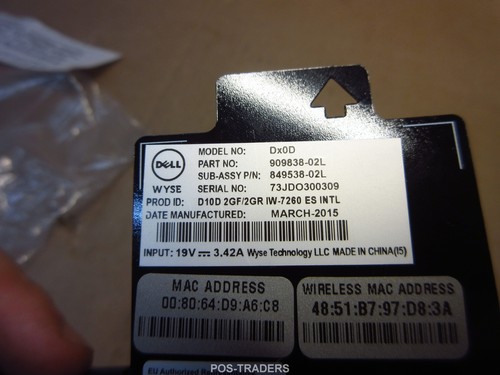 DELL
WYSE
MODEL NO: Dx0D
PART NO: 909838-02L
SUB-ASSY P/N: 849538-02L
SERIAL NO: 73JDO300309
PROD ID: D10D 2GF/2GR IW-7260 ES INTL
DATE MANUFACTURED: MARCH-2015
INPUT: 19V 3.42A Wyse Technology LLC MADE IN CHINA(I5)
MAC ADDRESS
00:80:64:D9:A6:C8
WIRELESS MAC ADDRESS
48:51:B7:97:D8:3A
EU Authorized
POS-TRADERS